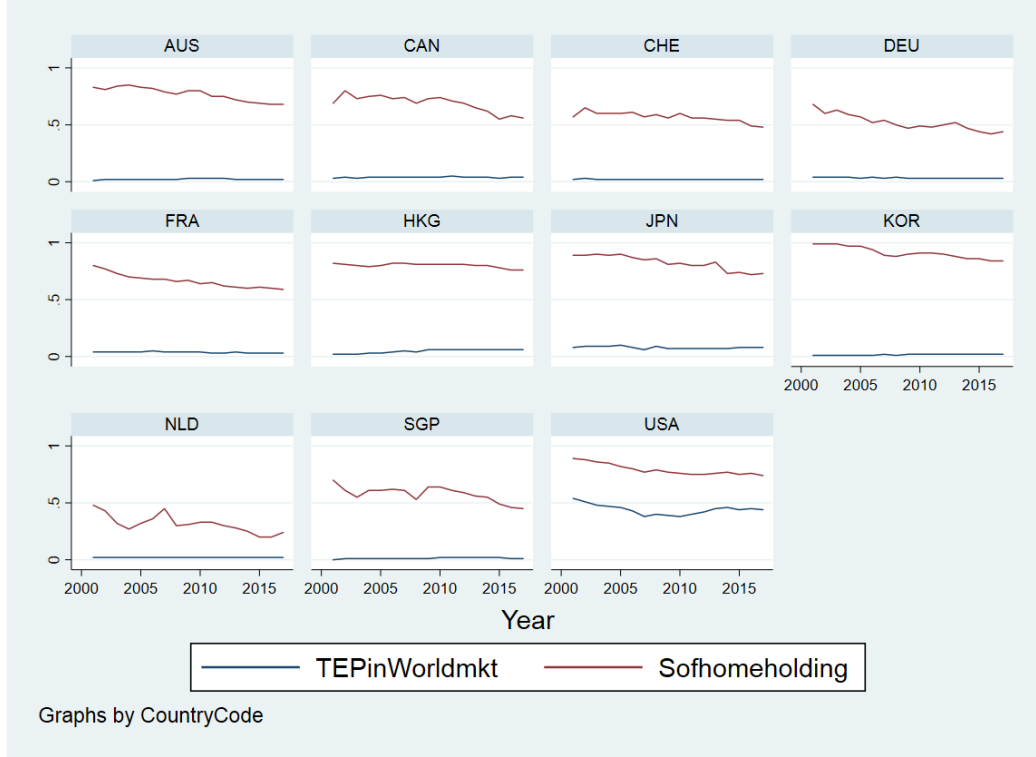 AUS CAN CHE DEU
1
.5
0
FRA HKG JPN KOR
1
.5
0
2000 2005 2010 2015
NLD SGP USA
1
.5
0
2000 2005 2010 2015 2000 2005 2010 2015 2000 2005 2010 2015
Year
TEPinWorldmkt Sofhomeholding
Graphs by CountryCode